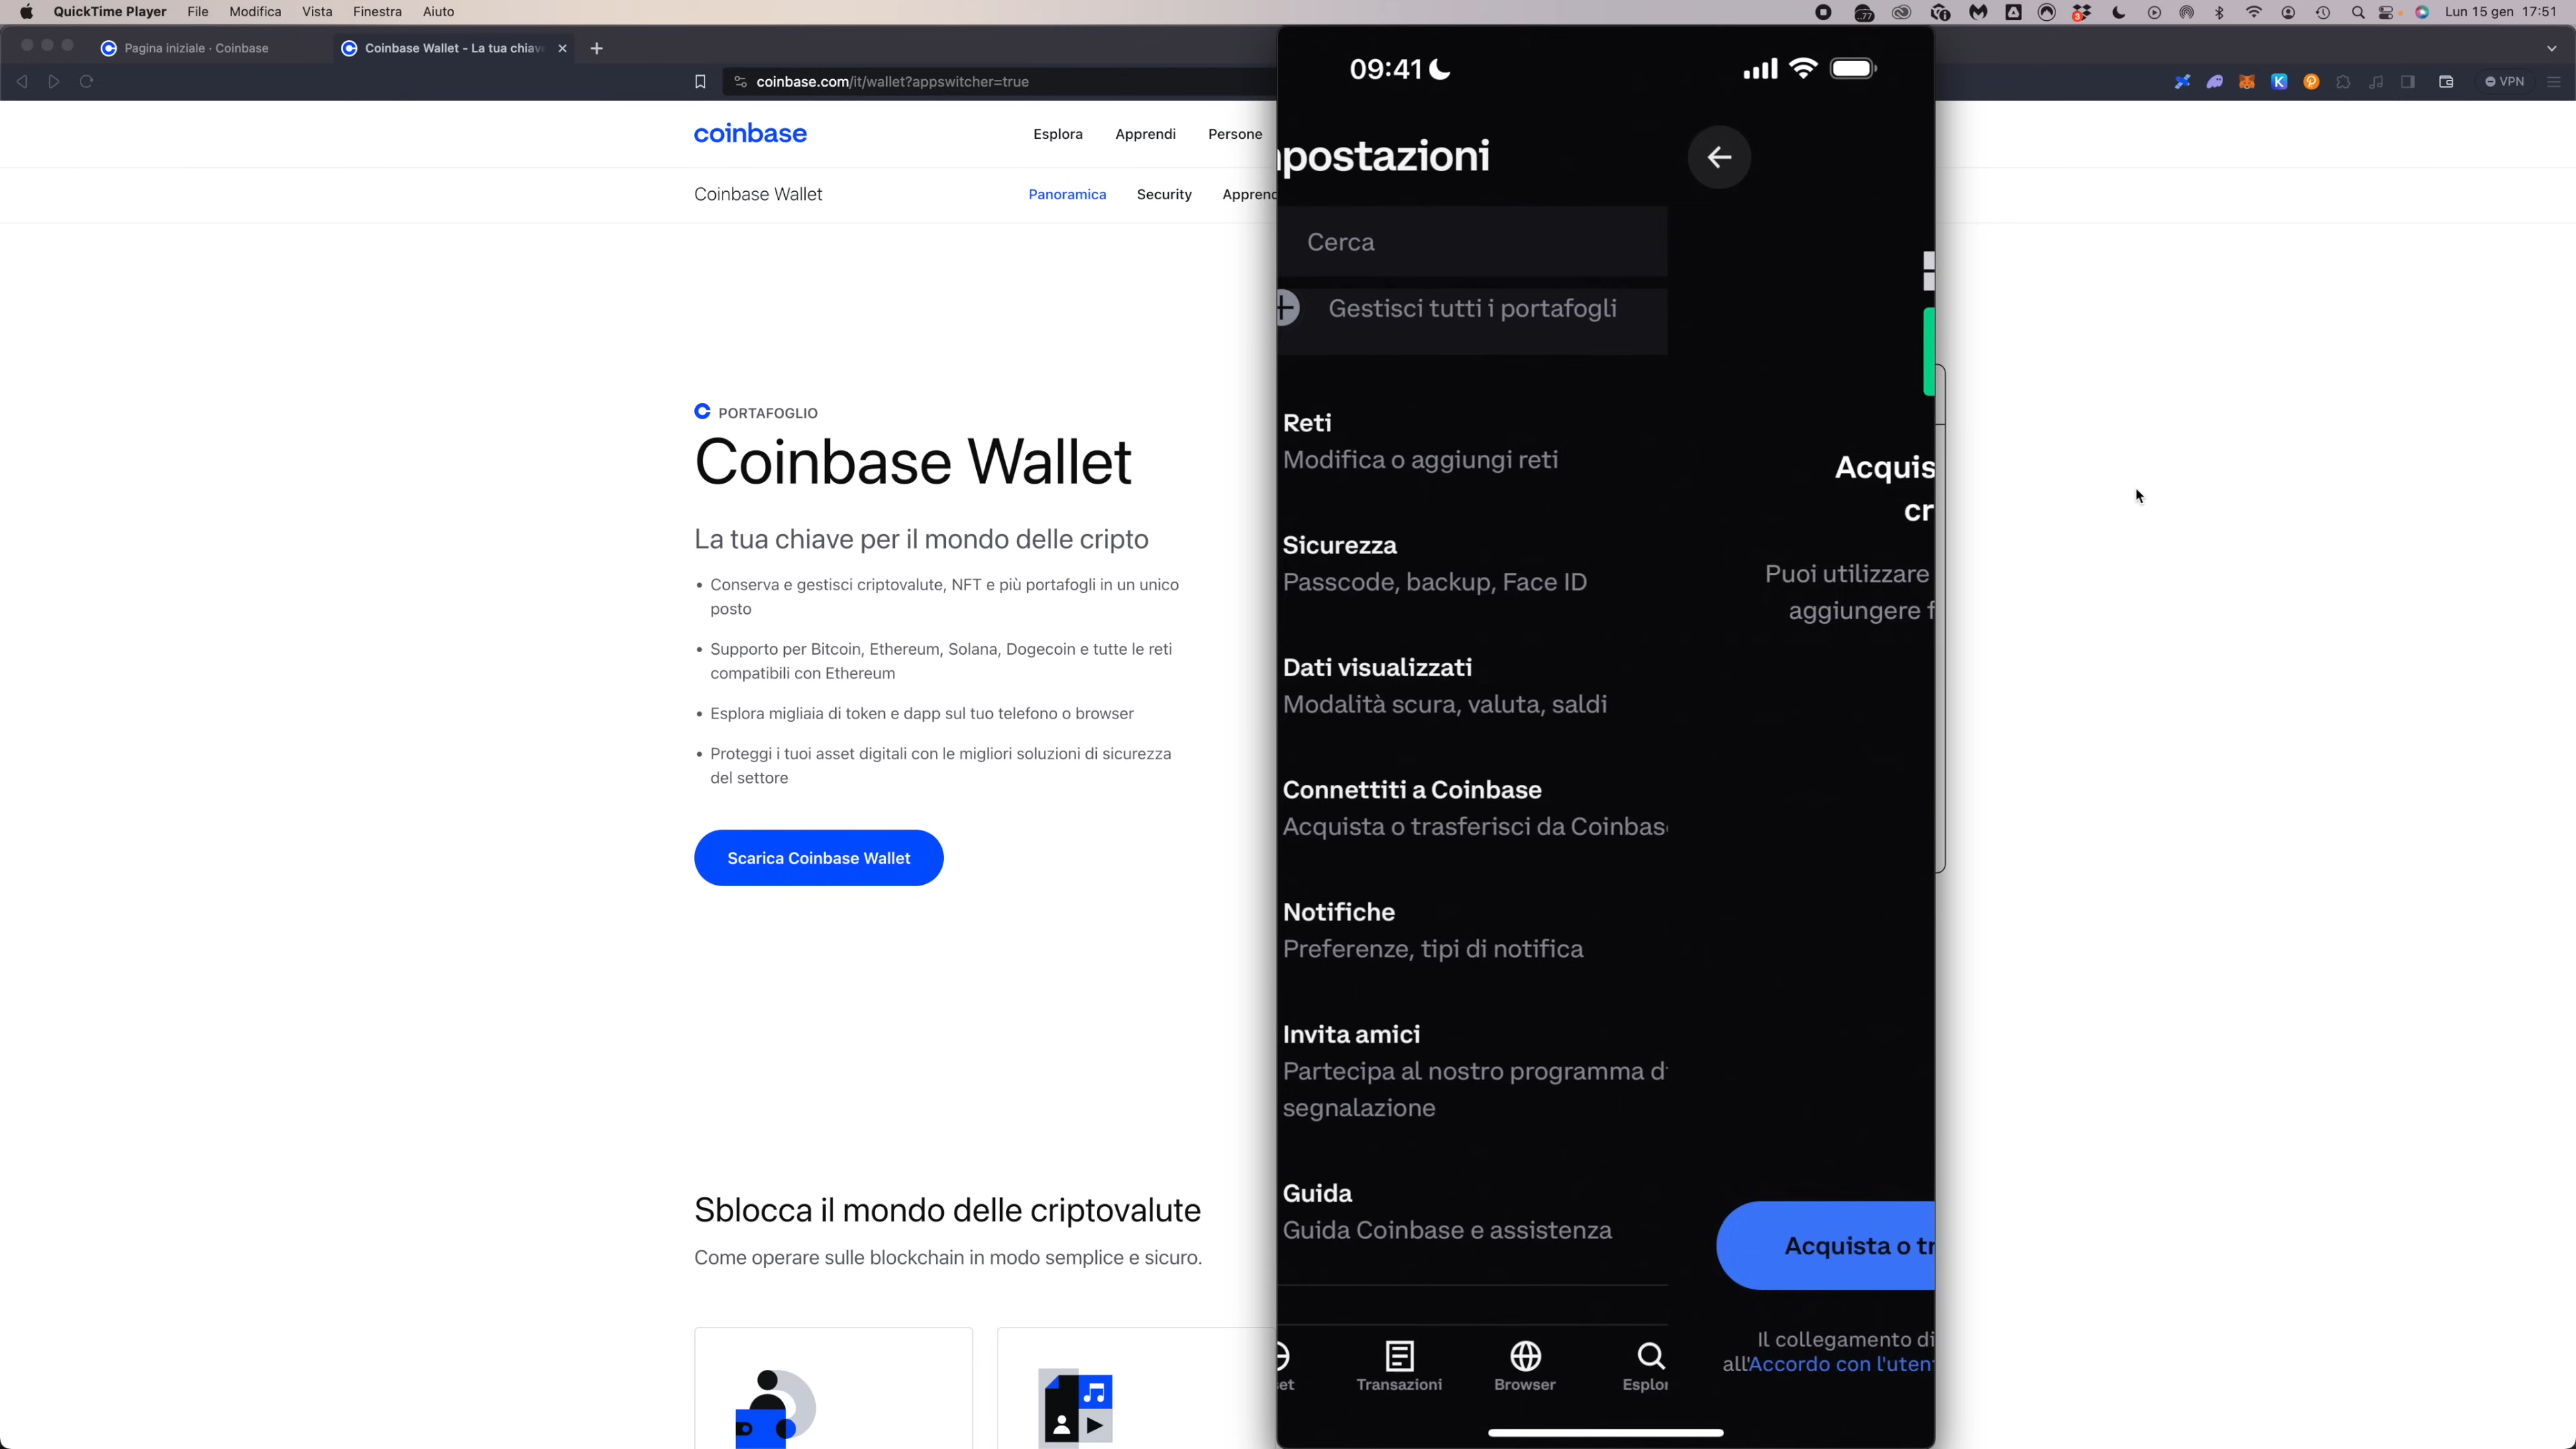 QuickTime Player File Modifica Vista Finestra Aiuto
77
3
Lun 15 gen 17:51
Pagina iniziale · Coinbase
Coinbase Wallet - La tua chiave
coinbase.com/it/wallet?appswitcher=true
VPN
coinbase
Esplora Apprendi Persone
Coinbase Wallet
Panoramica Security Apprend
PORTAFOGLIO
Coinbase Wallet
La tua chiave per il mondo delle cripto
• Conserva e gestisci criptovalute, NFT e più portafogli in un unico
posto
• Supporto per Bitcoin, Ethereum, Solana, Dogecoin e tutte le reti
compatibili con Ethereum
• Esplora migliaia di token e dapp sul tuo telefono o browser
• Proteggi i tuoi asset digitali con le migliori soluzioni di sicurezza
del settore
Scarica Coinbase Wallet
Sblocca il mondo delle criptovalute
Come operare sulle blockchain in modo semplice e sicuro.
09:41
mpostazioni
Cerca
Gestisci tutti i portafogli
Reti
Modifica o aggiungi reti
Sicurezza
Passcode, backup, Face ID
Dati visualizzati
Modalità scura, valuta, saldi
Connettiti a Coinbase
Acquista o trasferisci da Coinbas
Notifiche
Preferenze, tipi di notifica
Invita amici
Partecipa al nostro programma di
segnalazione
Guida
Guida Coinbase e assistenza
set Transazioni Browser Esplor
Acquis
cr
Puoi utilizzare
aggiungere f
Acquista o tr
Il collegamento di
all'Accordo con l'uten